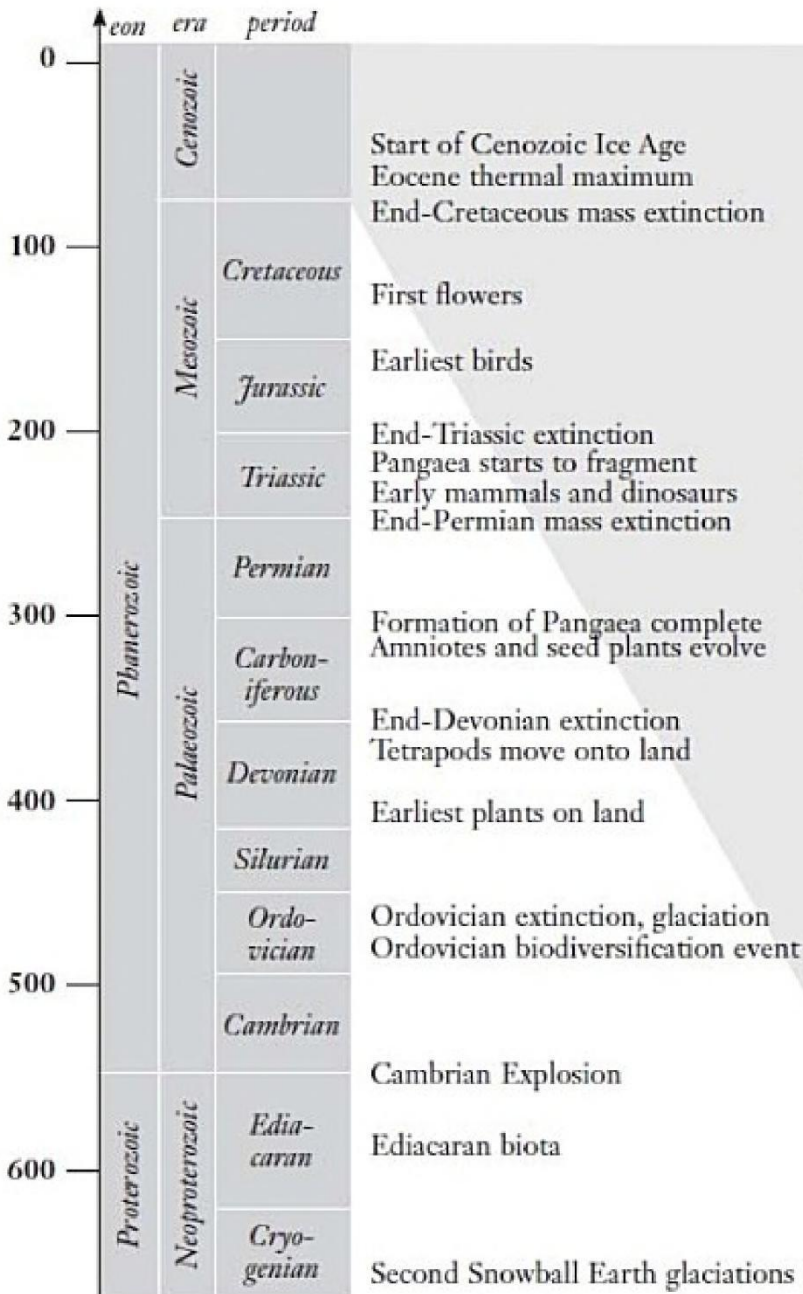 eon era period
0
Cenozoic
Start of Cenozoic Ice Age
Eocene thermal maximum
End-Cretaceous mass extinction
100
Mesozoic
Cretaceous
First flowers
Earliest birds
Jurassic
200
End-Triassic extinction
Pangaea starts to fragment
Triassic
Early mammals and dinosaurs
End-Permian mass extinction
Phanerozoic
Permian
300
Formation of Pangaea complete
Amniotes and seed plants evolve
Palaeozoic
Carbon-
iferous
End-Devonian extinction
Tetrapods move onto land
Devonian
400
Earliest plants on land
Silurian
Ordo-
vician
Ordovician extinction, glaciation
Ordovician biodiversification event
500
Cambrian
Cambrian Explosion
Proterozoic
Neoproterozoic
Edia-
caran
Ediacaran biota
600
Cryo-
genian
Second Snowball Earth glaciations